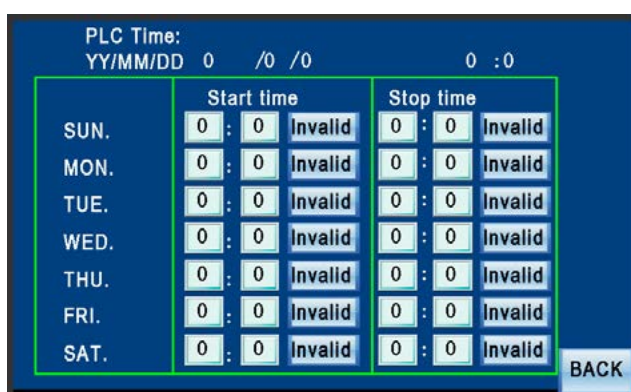 PLC Time:
YY/MM/DD 0 /0 /0 0 :0
Start time Stop time
SUN. 0 : 0 Invalid 0 : 0 Invalid
MON. 0 : 0 Invalid 0 : 0 Invalid
TUE. 0 : 0 Invalid 0 : 0 Invalid
WED. 0 : 0 Invalid 0 : 0 Invalid
THU. 0 : 0 Invalid 0 : 0 Invalid
FRI. 0 : 0 Invalid 0 : 0 Invalid
SAT. 0 : 0 Invalid 0 : 0 Invalid
BACK